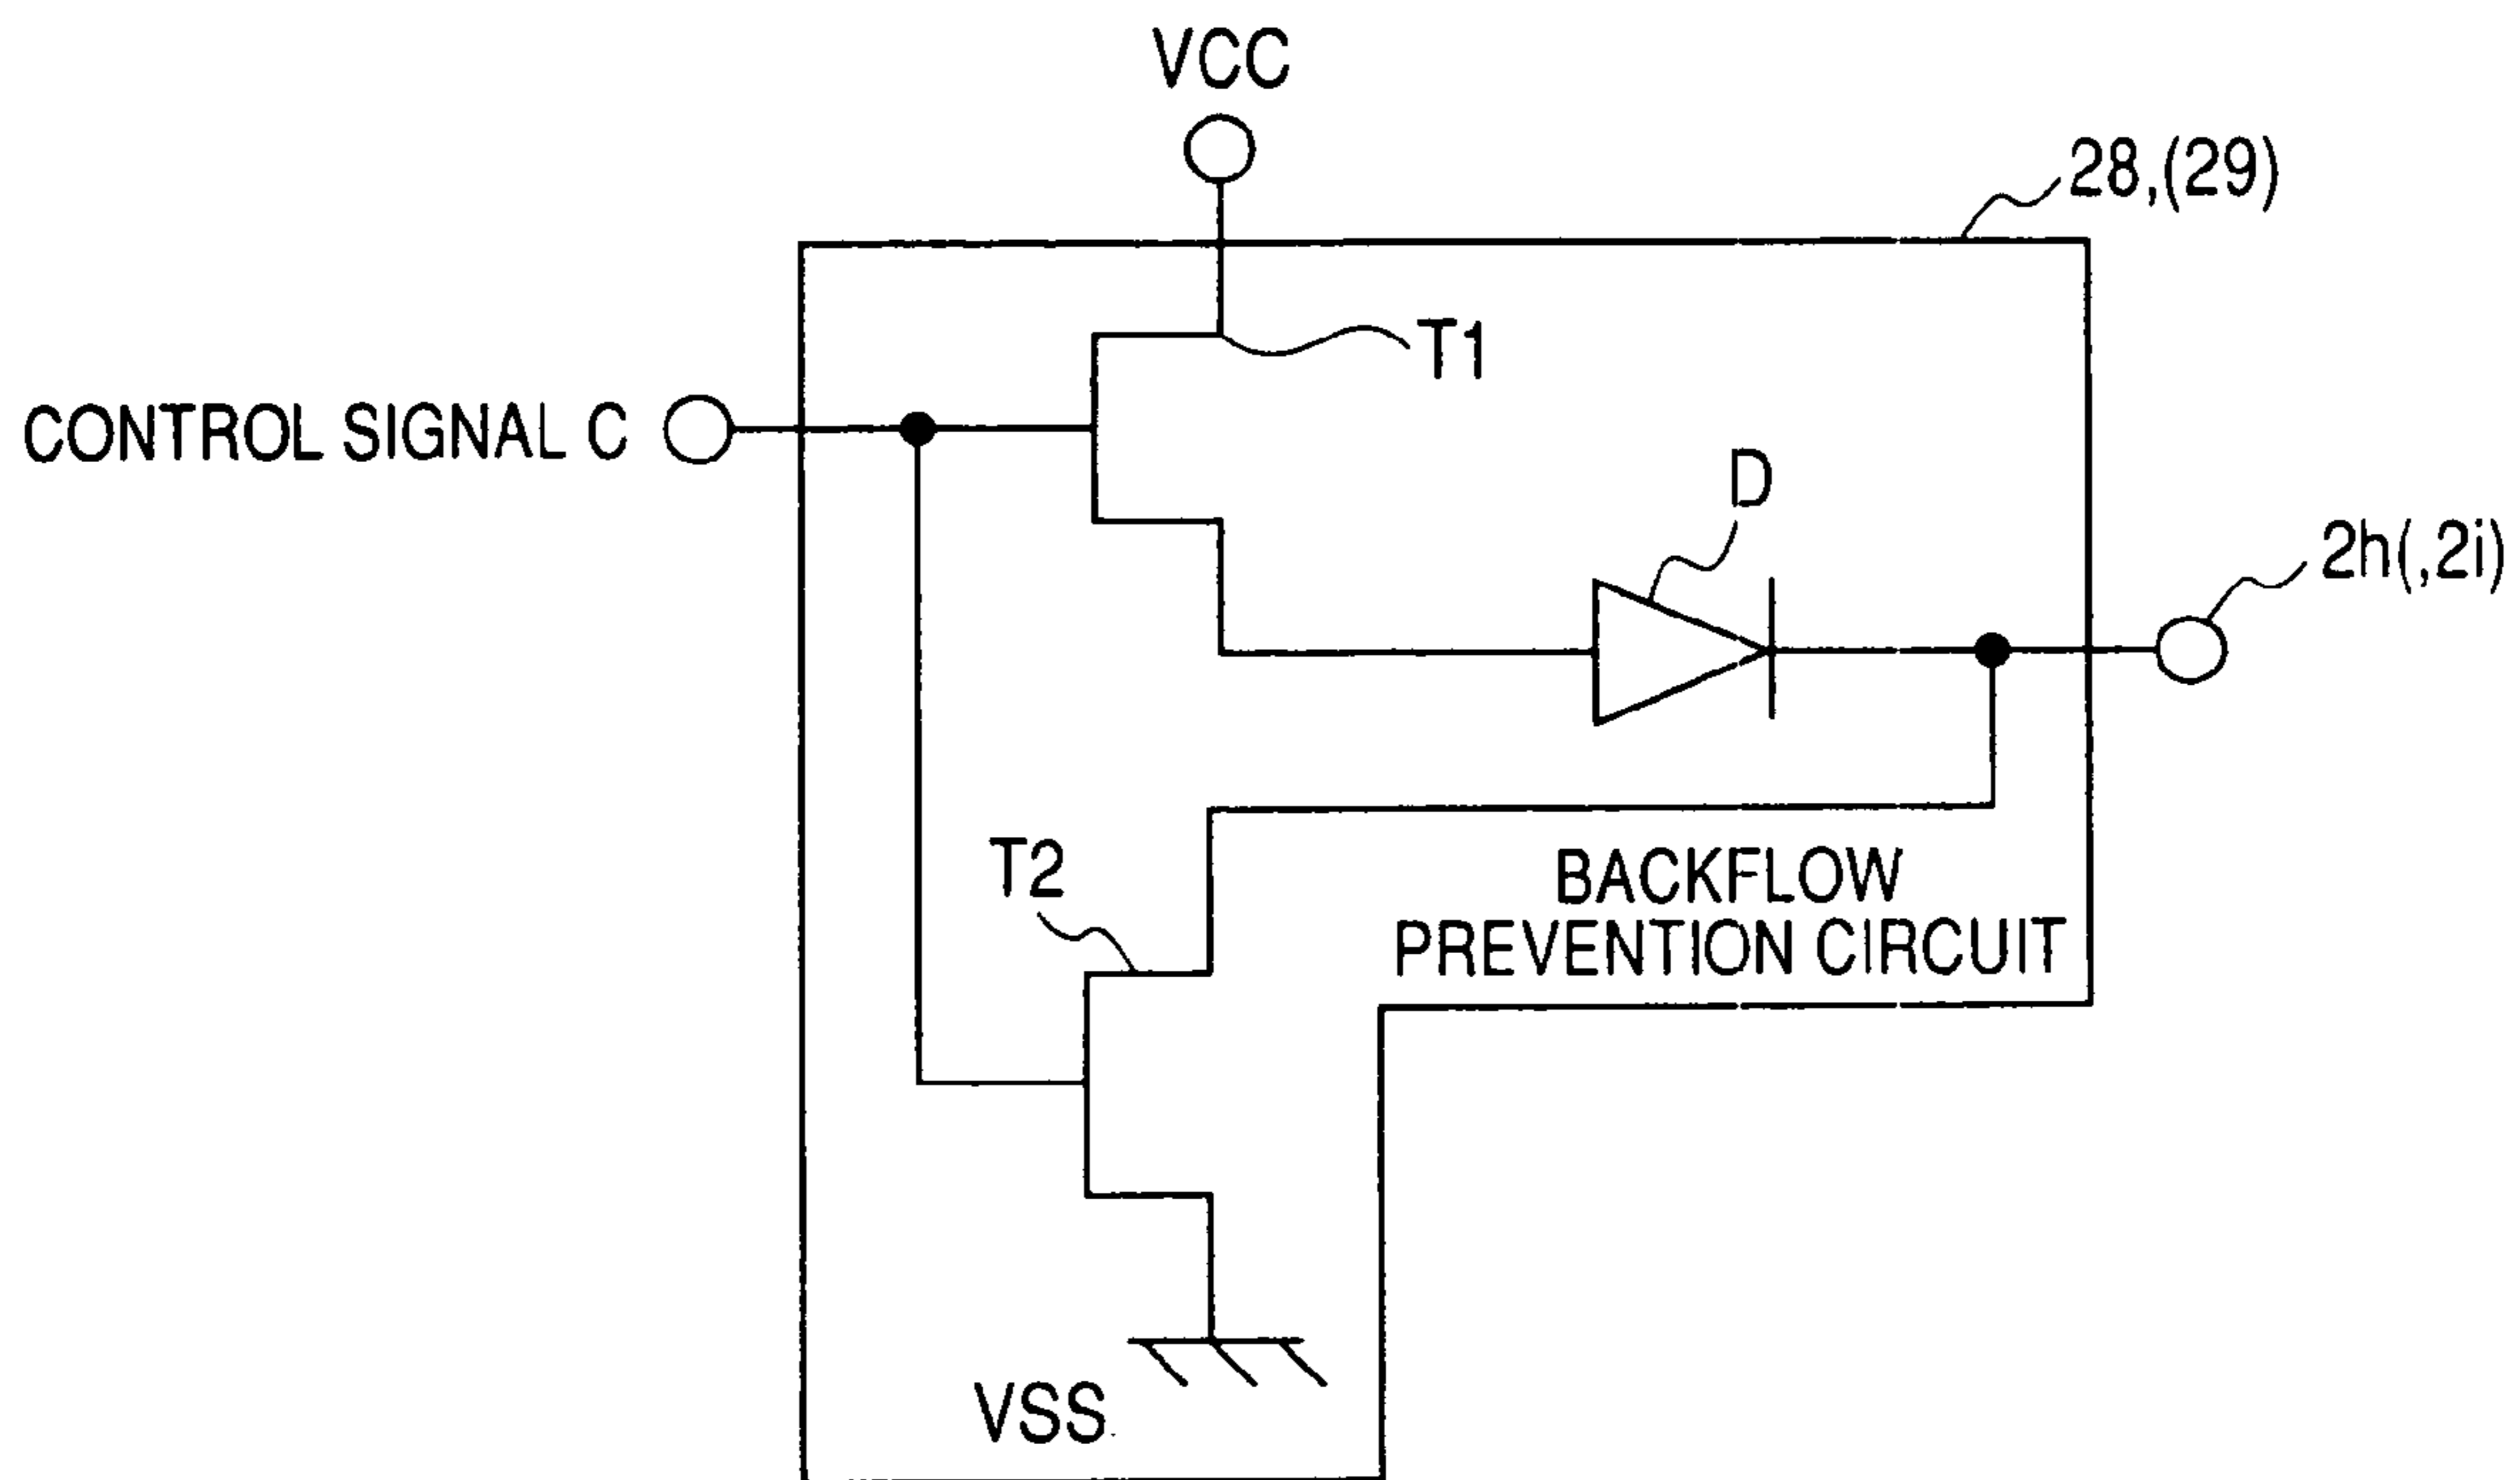 VCC
28,(29)
T1
CONTROL SIGNAL C
D
2h(,2i)
T2
BACKFLOW
PREVENTION CIRCUIT
VSS